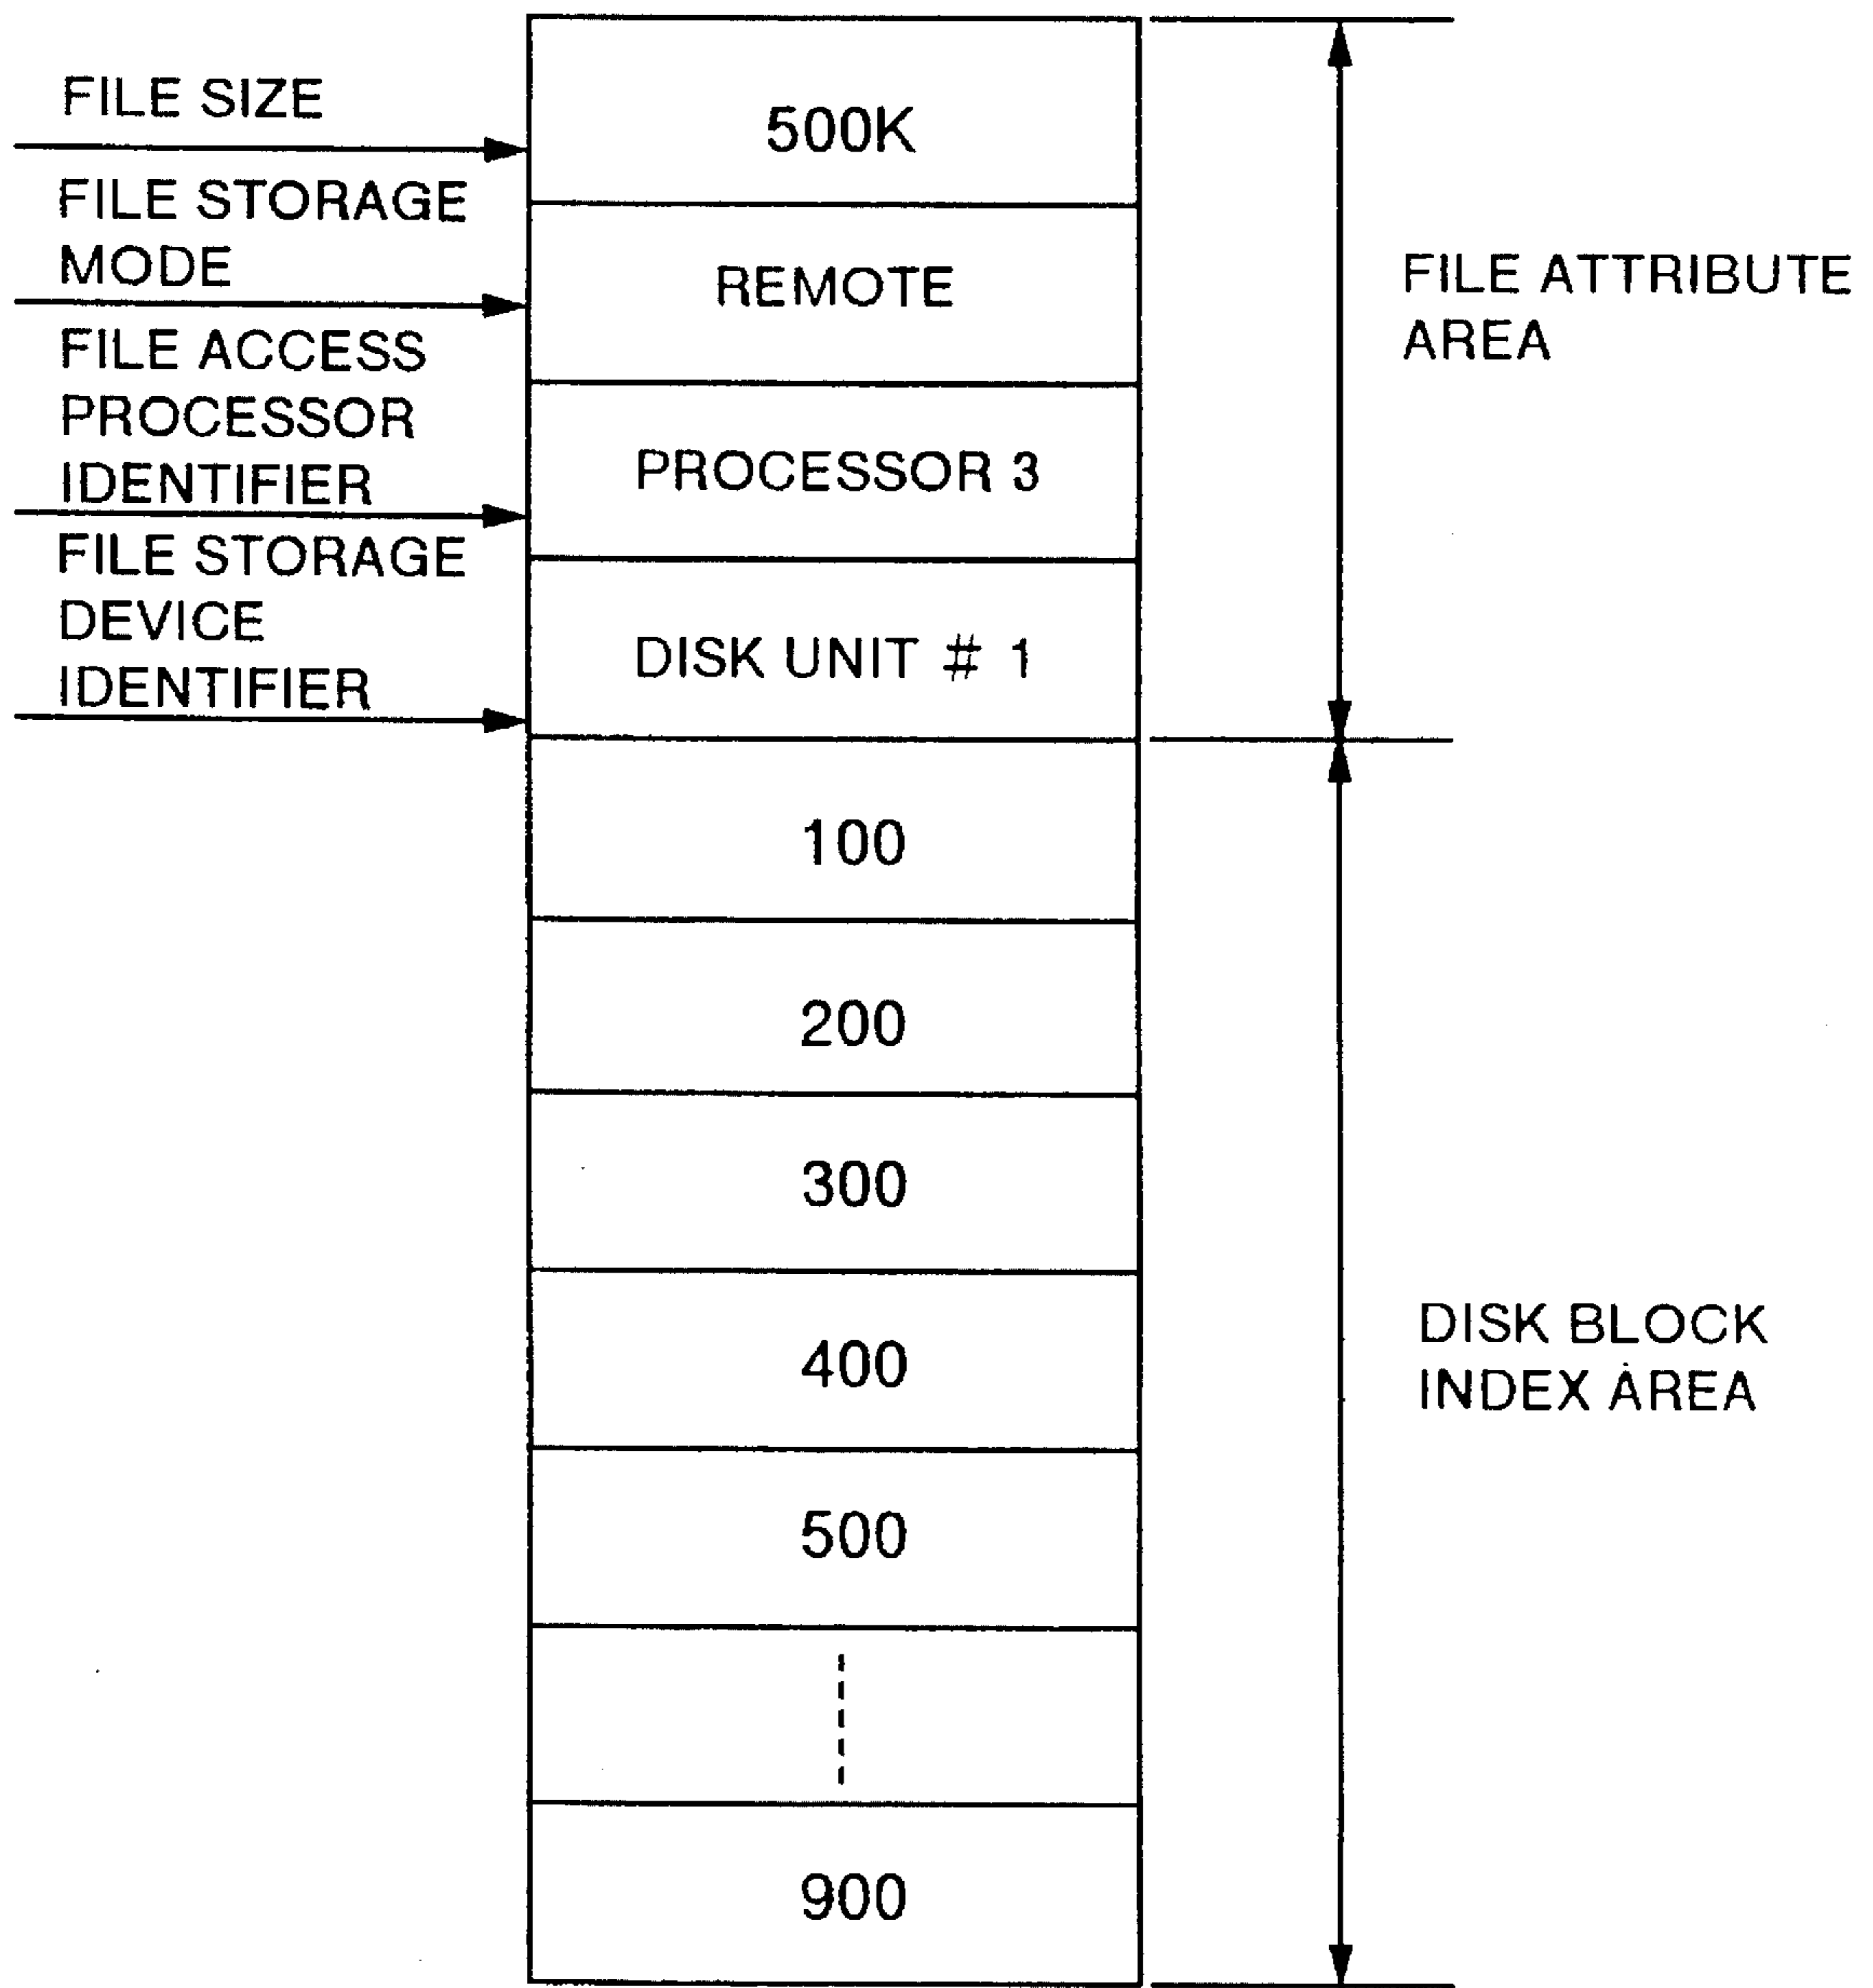 FILE SIZE
500K
FILE STORAGE
MODE
REMOTE
FILE ATTRIBUTE
AREA
FILE ACCESS
PROCESSOR
IDENTIFIER
PROCESSOR 3
FILE STORAGE
DEVICE
IDENTIFIER
DISK UNIT # 1
100
200
300
400
DISK BLOCK
INDEX AREA
500
900